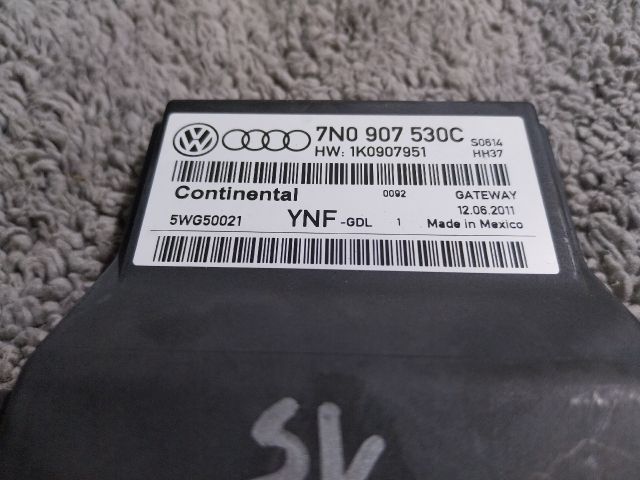 VW 7N0 907 530C S0614
HW: 1K0907951 HH37
Continental 0092 GATEWAY
12.06.2011
5WG50021 YNF -GDL 1 Made in Mexico
SV